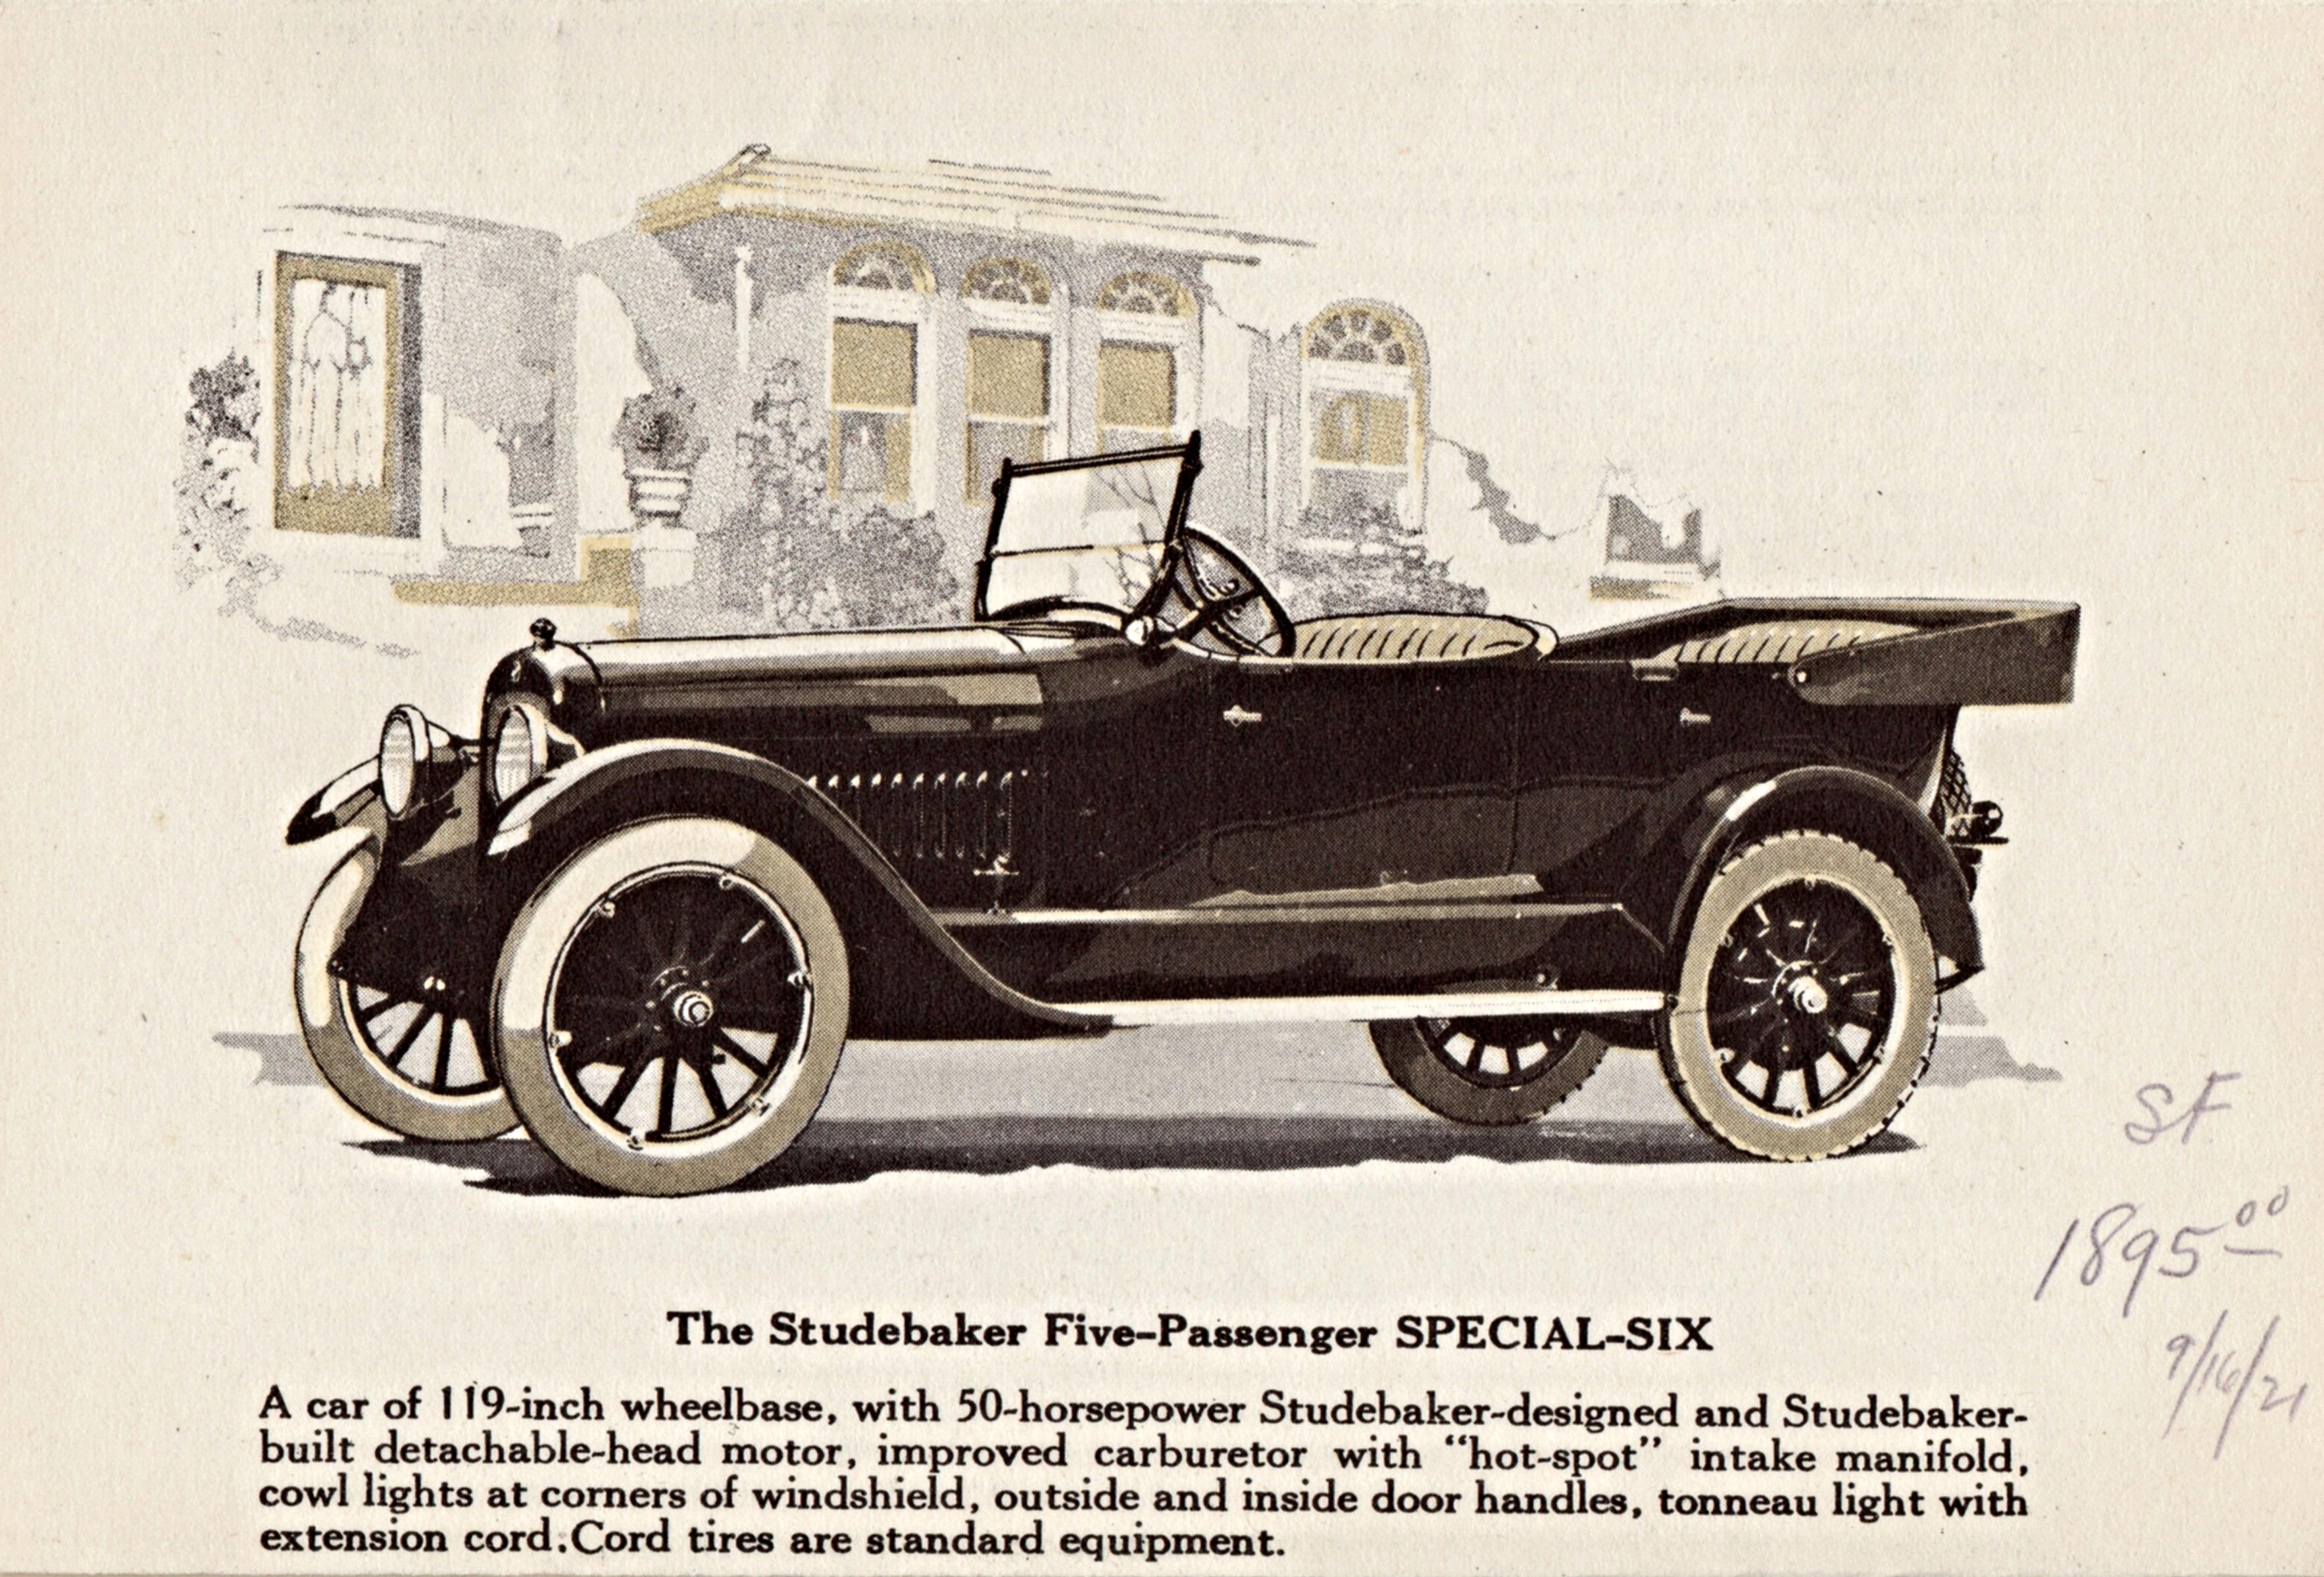 SF
1895.00
9/16/21
The Studebaker Five-Passenger SPECIAL-SIX
A car of 119-inch wheelbase, with 50-horsepower Studebaker-designed and Studebaker-
built detachable-head motor, improved carburetor with “hot-spot” intake manifold,
cowl lights at corners of windshield, outside and inside door handles, tonneau light with
extension cord. Cord tires are standard equipment.